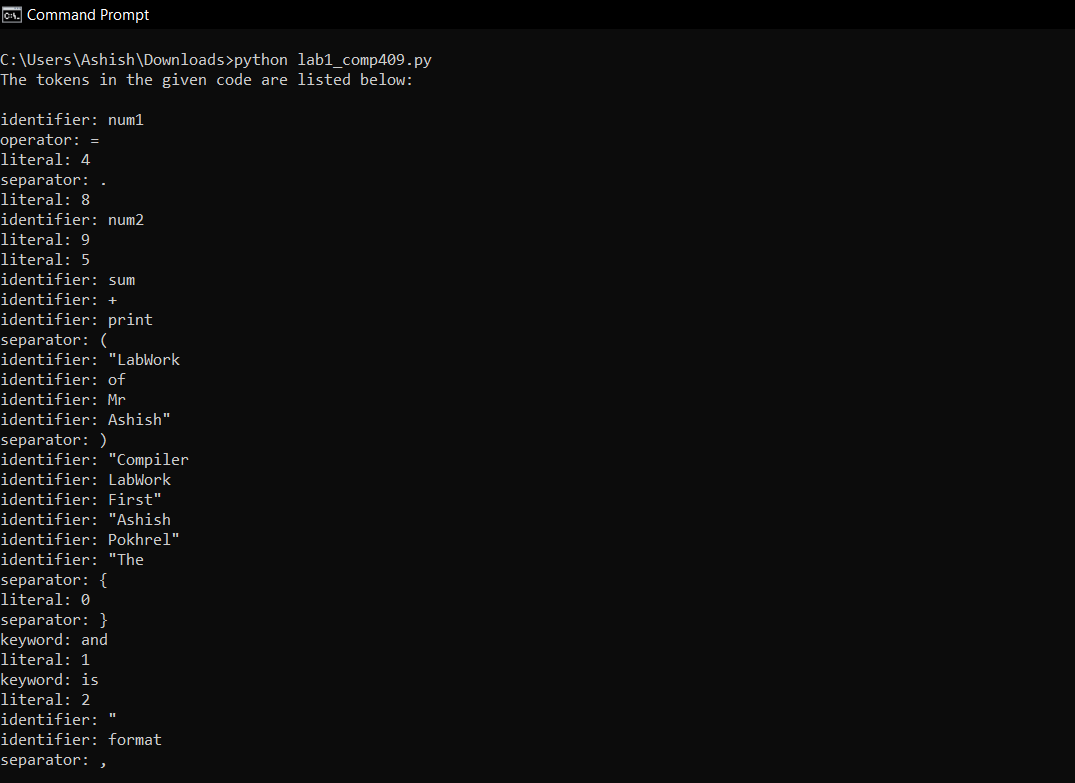 Command Prompt
C:\Users\Ashish\Downloads>python lab1_comp409.py
The tokens in the given code are listed below:
identifier: num1
operator: =
literal: 4
separator: .
literal: 8
identifier: num2
literal: 9
literal: 5
identifier: sum
identifier: +
identifier: print
separator: (
identifier: "LabWork
identifier: of
identifier: Mr
identifier: Ashish"
separator: )
identifier: "Compiler
identifier: LabWork
identifier: First"
identifier: "Ashish
identifier: Pokhrel"
identifier: "The
separator: {
literal: 0
separator: }
keyword: and
literal: 1
keyword: is
literal: 2
identifier: "
identifier: format
separator: ,